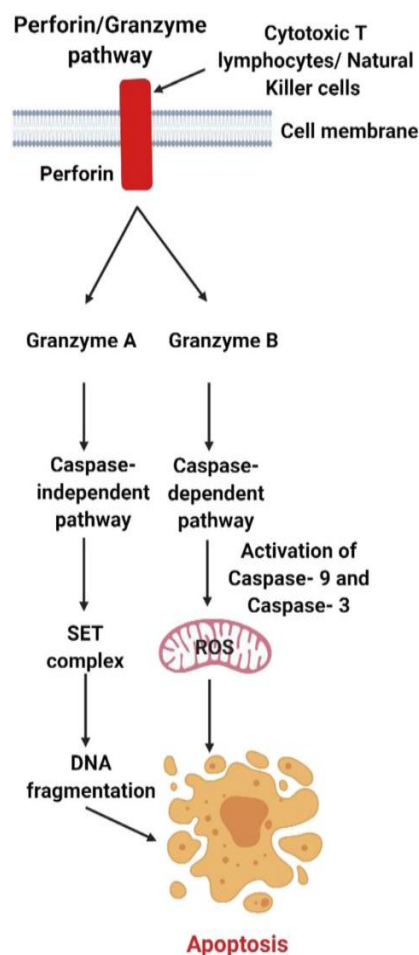 Perforin/Granzyme
pathway
Cytotoxic T
lymphocytes/ Natural
Killer cells
Cell membrane
Perforin
Granzyme A
Granzyme B
Caspase-
independent
pathway
Caspase-
dependent
pathway
Activation of
Caspase- 9 and
Caspase- 3
SET
complex
ROS
DNA
fragmentation
Apoptosis